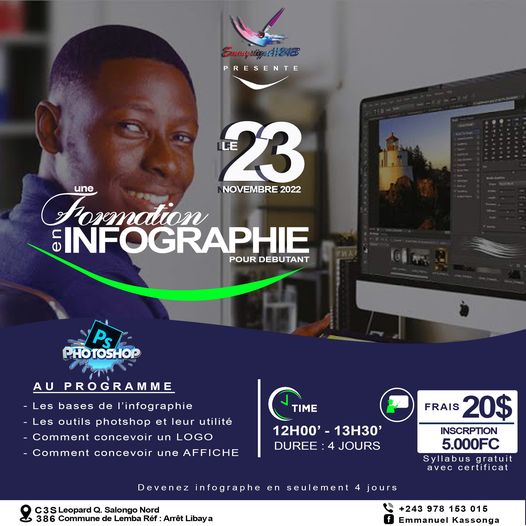 PRESENTE
LE
23
NOVEMBRE 2022
une
Formation
en INFOGRAPHIE
POUR DEBUTANT
Ps
PHOTOSHOP
AU PROGRAMME
- Les bases de l'infographie
- Les outils photshop et leur utilité
- Comment concevoir un LOGO
- Comment concevoir une AFFICHE
TIME
12H00' - 13H30'
DUREE : 4 JOURS
FRAIS 20$
INSCRPTION
5.000FC
Syllabus gratuit
avec certificat
Devenez infographe en seulement 4 jours
C3S Leopard Q. Salongo Nord
386 Commune de Lemba Réf : Arrêt Libaya
+243 978 153 015
Emmanuel Kassonga